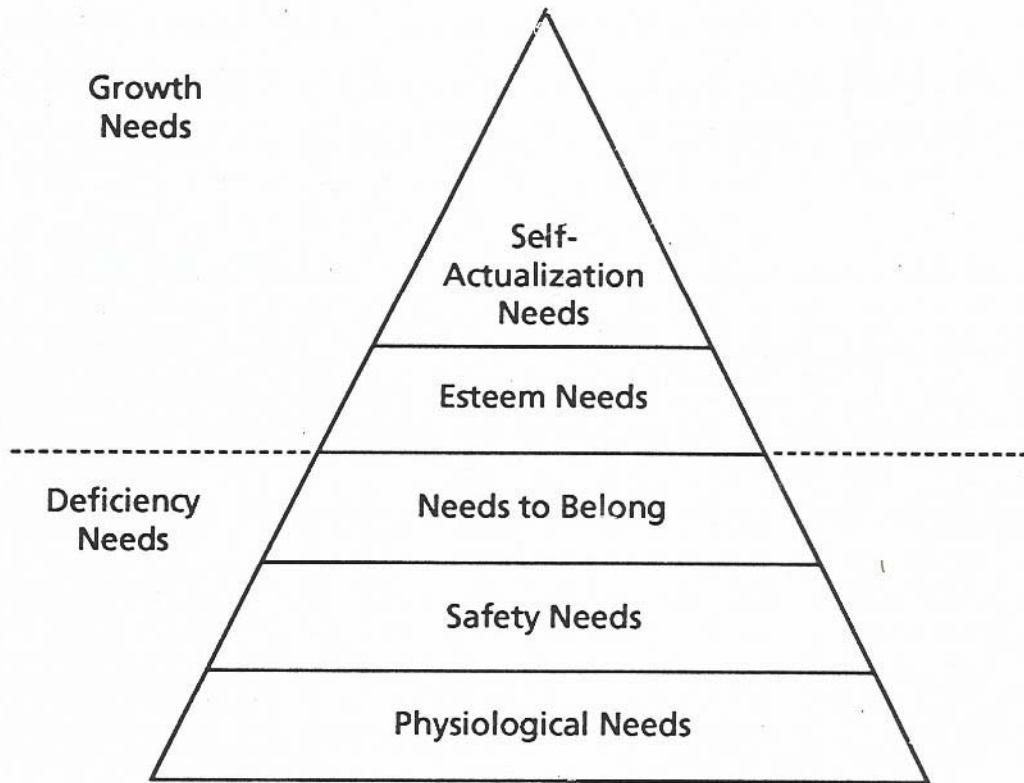 Growth
Needs
Self-
Actualization
Needs
Esteem Needs
Deficiency
Needs
Needs to Belong
Safety Needs
Physiological Needs